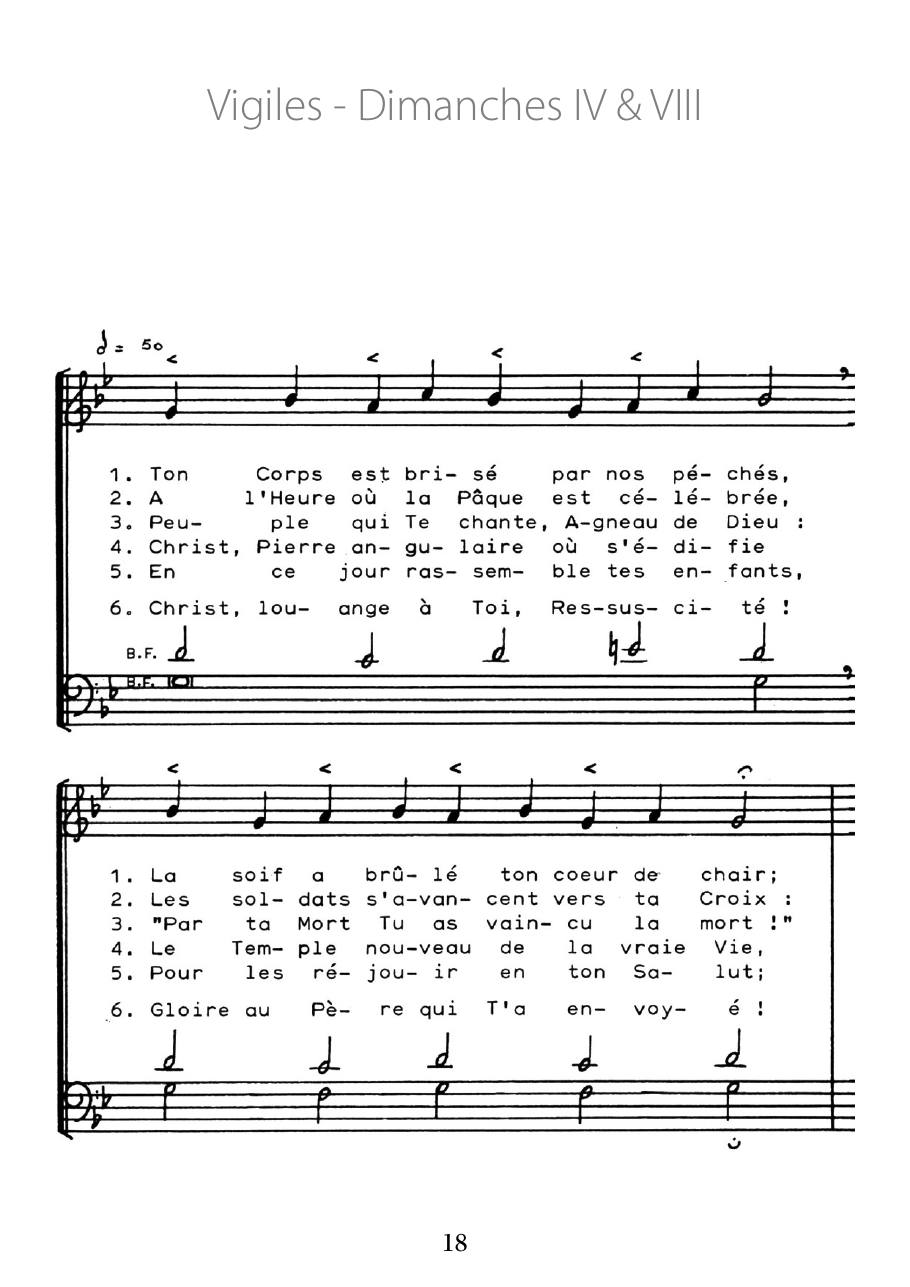 Vigiles - Dimanches IV & VIII
= 50
1. Ton Corps est bri- sé par nos pé- chés,
2. A l'Heure où la Pâque est cé- lé- brée,
3. Peu- ple qui Te chante, A-gneau de Dieu :
4. Christ, Pierre an- gu- laire où s'é- di- fie
5. En ce jour ras- sem- ble tes en- fants,
6. Christ, lou- ange à Toi, Res-sus- ci- té !
B.F.
B.F.
1. La soif a brû- lé ton coeur de chair;
2. Les sol- dats s'a-van- cent vers ta Croix :
3. "Par ta Mort Tu as vain- cu la mort !"
4. Le Tem- ple nou-veau de la vraie Vie,
5. Pour les ré- jou- ir en ton Sa- lut;
6. Gloire au Pè- re qui T'a en- voy- é !
18